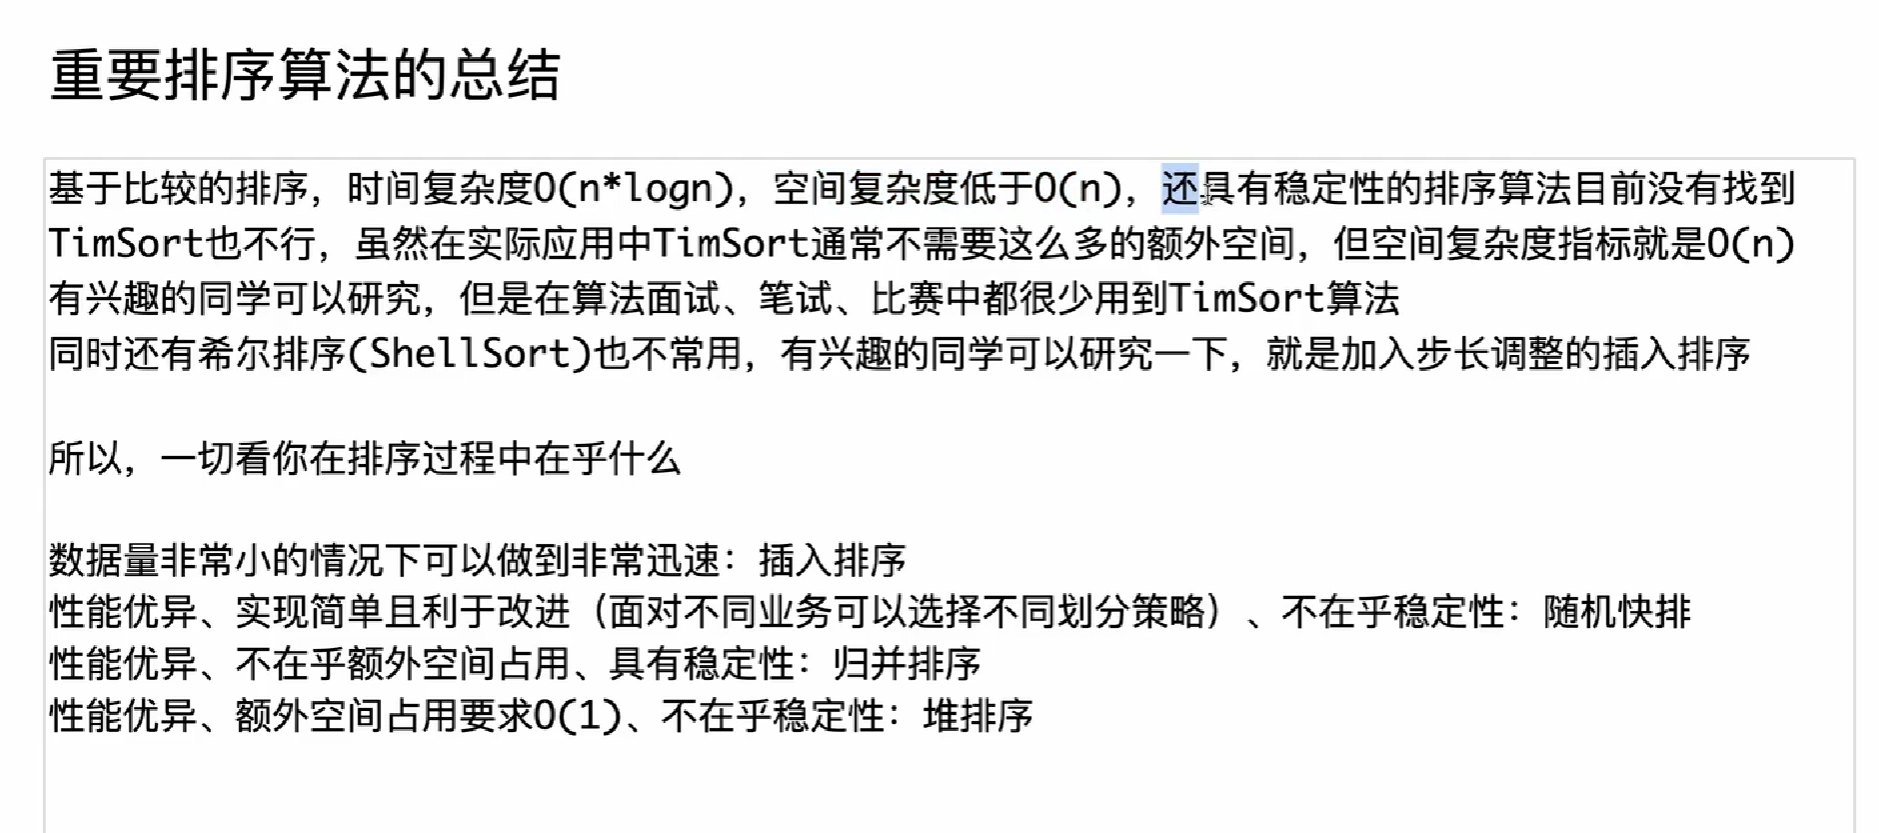 重要排序算法的总结
基于比较的排序，时间复杂度O(n*logn)，空间复杂度低于O(n)，还具有稳定性的排序算法目前没有找到
TimSort也不行，虽然在实际应用中TimSort通常不需要这么多的额外空间，但空间复杂度指标就是O(n)
有兴趣的同学可以研究，但是在算法面试、笔试、比赛中都很少用到TimSort算法
同时还有希尔排序(ShellSort)也不常用，有兴趣的同学可以研究一下，就是加入步长调整的插入排序
所以，一切看你在排序过程中在乎什么
数据量非常小的情况下可以做到非常迅速：插入排序
性能优异、实现简单且利于改进（面对不同业务可以选择不同划分策略）、不在乎稳定性：随机快排
性能优异、不在乎额外空间占用、具有稳定性：归并排序
性能优异、额外空间占用要求O(1)、不在乎稳定性：堆排序